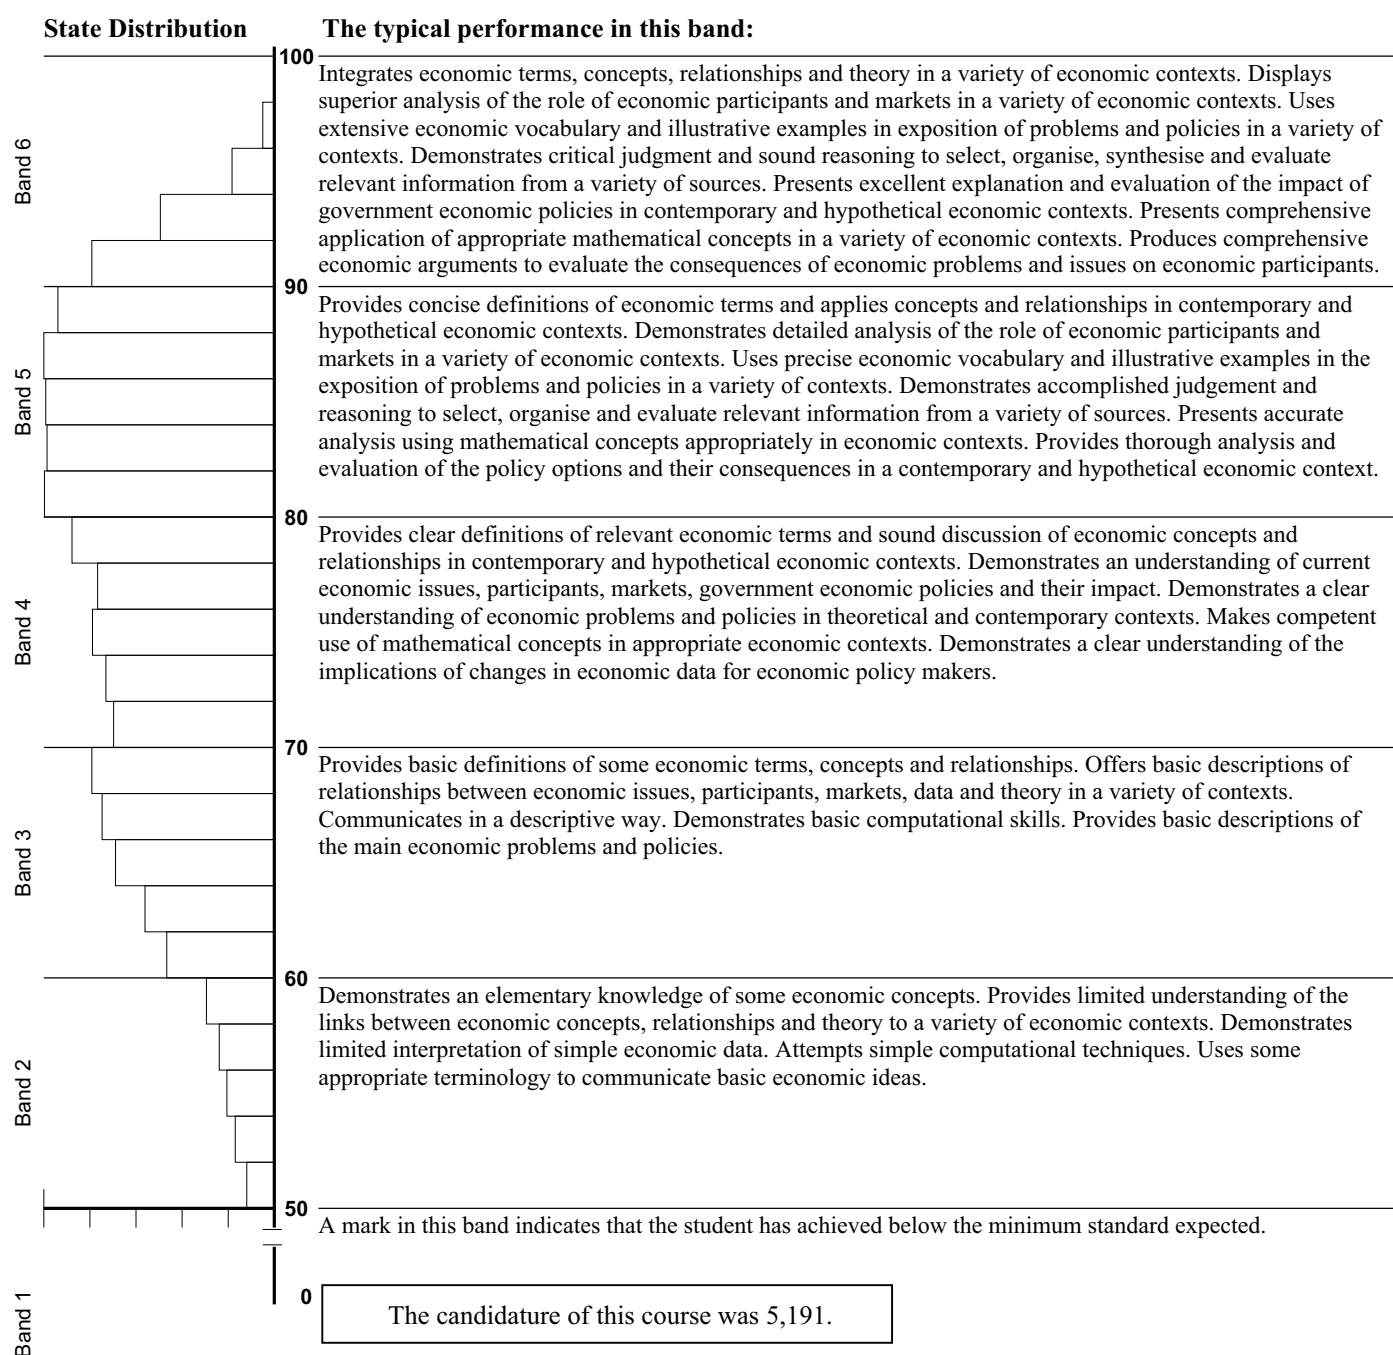 State Distribution
The typical performance in this band:
100
Band 6
Integrates economic terms, concepts, relationships and theory in a variety of economic contexts. Displays
superior analysis of the role of economic participants and markets in a variety of economic contexts. Uses
extensive economic vocabulary and illustrative examples in exposition of problems and policies in a variety of
contexts. Demonstrates critical judgment and sound reasoning to select, organise, synthesise and evaluate
relevant information from a variety of sources. Presents excellent explanation and evaluation of the impact of
government economic policies in contemporary and hypothetical economic contexts. Presents comprehensive
application of appropriate mathematical concepts in a variety of economic contexts. Produces comprehensive
economic arguments to evaluate the consequences of economic problems and issues on economic participants.
90
Band 5
Provides concise definitions of economic terms and applies concepts and relationships in contemporary and
hypothetical economic contexts. Demonstrates detailed analysis of the role of economic participants and
markets in a variety of economic contexts. Uses precise economic vocabulary and illustrative examples in the
exposition of problems and policies in a variety of contexts. Demonstrates accomplished judgement and
reasoning to select, organise and evaluate relevant information from a variety of sources. Presents accurate
analysis using mathematical concepts appropriately in economic contexts. Provides thorough analysis and
evaluation of the policy options and their consequences in a contemporary and hypothetical economic context.
80
Band 4
Provides clear definitions of relevant economic terms and sound discussion of economic concepts and
relationships in contemporary and hypothetical economic contexts. Demonstrates an understanding of current
economic issues, participants, markets, government economic policies and their impact. Demonstrates a clear
understanding of economic problems and policies in theoretical and contemporary contexts. Makes competent
use of mathematical concepts in appropriate economic contexts. Demonstrates a clear understanding of the
implications of changes in economic data for economic policy makers.
70
Band 3
Provides basic definitions of some economic terms, concepts and relationships. Offers basic descriptions of
relationships between economic issues, participants, markets, data and theory in a variety of contexts.
Communicates in a descriptive way. Demonstrates basic computational skills. Provides basic descriptions of
the main economic problems and policies.
60
Band 2
Demonstrates an elementary knowledge of some economic concepts. Provides limited understanding of the
links between economic concepts, relationships and theory to a variety of economic contexts. Demonstrates
limited interpretation of simple economic data. Attempts simple computational techniques. Uses some
appropriate terminology to communicate basic economic ideas.
50
A mark in this band indicates that the student has achieved below the minimum standard expected.
0
Band 1
The candidature of this course was 5,191.